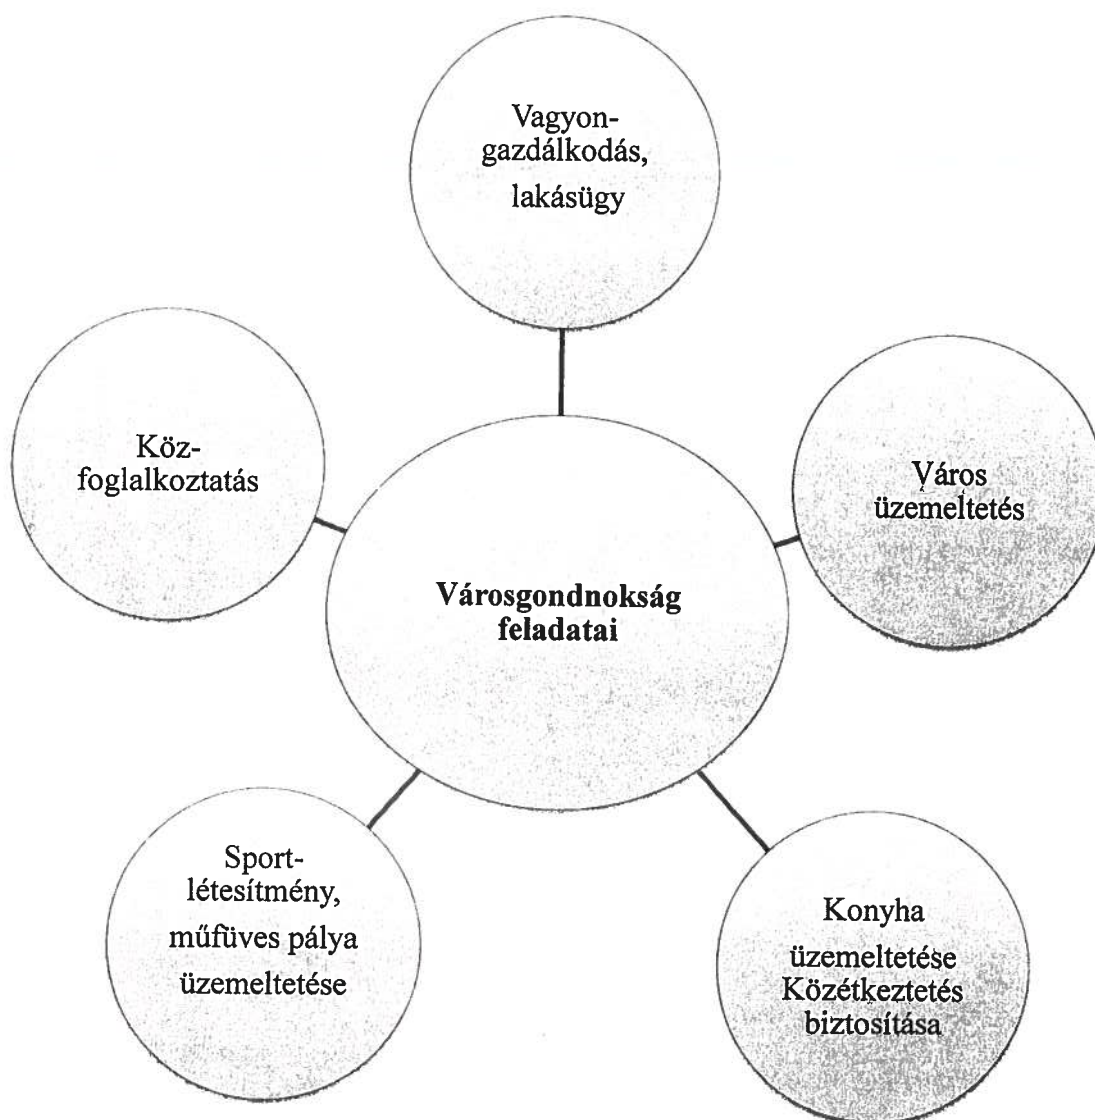 Vagyon-
gazdálkodás,
lakásügy
Köz-
foglalkoztatás
Város
üzemeltetés
Városgondnokság
feladatai
Sport-
létesítmény,
műfüves pálya
üzemeltetése
Konyha
üzemeltetése
Közétkeztetés
biztosítása